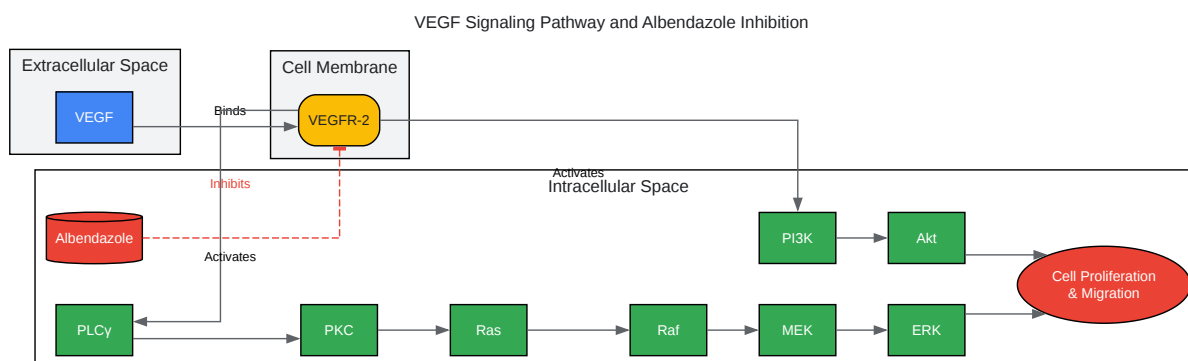 VEGF Signaling Pathway and Albendazole Inhibition
Extracellular Space
Cell Membrane
VEGF
Binds
VEGFR-2
Activates
Inhibits
Intracellular Space
Albendazole
Activates
PI3K
Akt
Cell Proliferation
& Migration
PLCγ
PKC
Ras
Raf
MEK
ERK